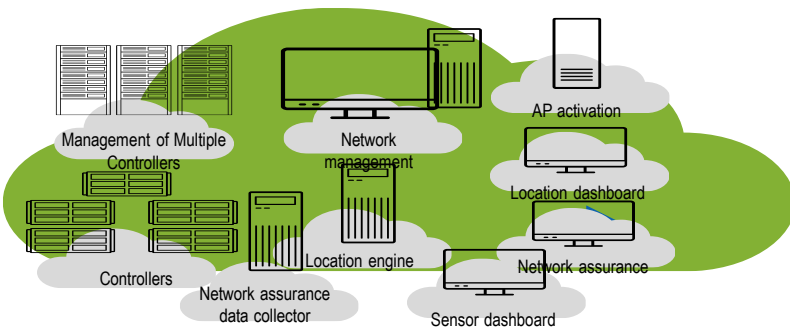 AP activation
Management of Multiple
Controllers
Network
management
Location dashboard
Location engine
Network assurance
Controllers
Network assurance
data collector
Sensor dashboard